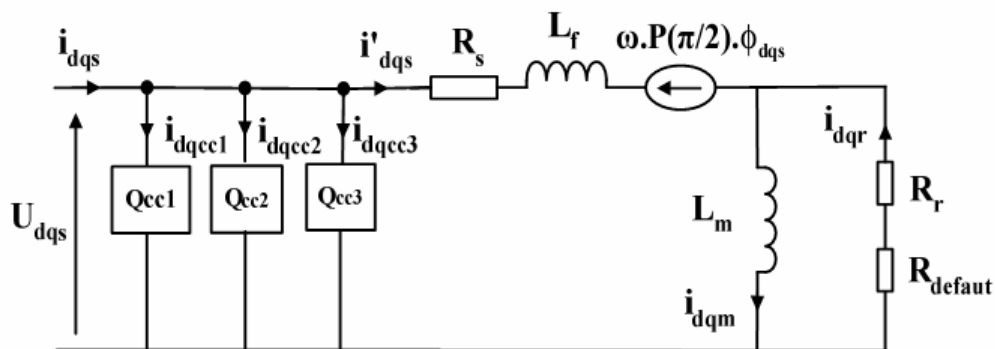 i_dqs
i'_dqs
R_s
L_f
ω.P(π/2).ϕ_dqs
i_dqcc1
i_dqcc2
i_dqcc3
i_dqr
Qcc1
Qcc2
Qcc3
R_r
U_dqs
L_m
R_defaut
i_dqm